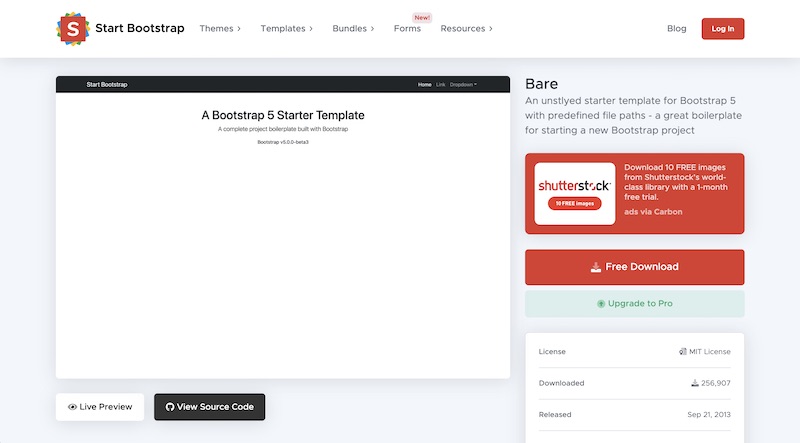 S Start Bootstrap Themes Templates Bundles Forms New! Resources Blog Log In
Start Bootstrap Home Link Dropdown
A Bootstrap 5 Starter Template
A complete project boilerplate built with Bootstrap
Bootstrap v5.0.0-beta3
Live Preview View Source Code
Bare
An unstlyed starter template for Bootstrap 5
with predefined file paths - a great boilerplate
for starting a new Bootstrap project
shutterstock
10 FREE Images
Download 10 FREE Images
from Shutterstock's world-
class library with a 1-month
free trial.
ads via Carbon
Free Download
Upgrade to Pro
License MIT License
Downloaded 256,907
Released Sep 21, 2013